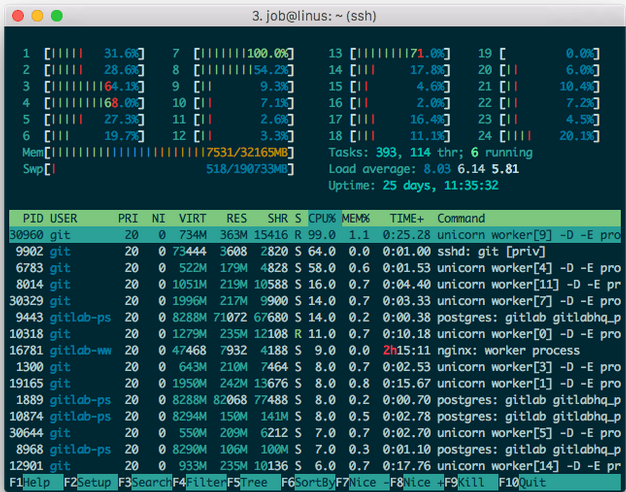 3. job@linus: ~ (ssh)
1 [||||| 31.6%] 7 [||||||||100.0%] 13 [||||||||71.0%] 19 [ 0.0%]
2 [||||| 28.6%] 8 [|||||||||54.2%] 14 [||| 17.8%] 20 [|| 6.0%]
3 [|||||||||64.1%] 9 [|| 9.3%] 15 [|| 4.6%] 21 [|| 10.4%]
4 [|||||||||68.0%] 10 [|| 7.1%] 16 [|| 2.0%] 22 [|| 7.2%]
5 [||||| 27.3%] 11 [|| 2.6%] 17 [||| 16.4%] 23 [|| 4.5%]
6 [||| 19.7%] 12 [|| 3.3%] 18 [||| 11.1%] 24 [|||| 20.1%]
Mem[|||||||||||||||||||||||7531/32165MB] Tasks: 393, 114 thr; 6 running
Swp[| 518/190733MB] Load average: 8.03 6.14 5.81
Uptime: 25 days, 11:35:32
PID USER PRI NI VIRT RES SHR S CPU% MEM% TIME+ Command
30960 git 20 0 734M 363M 15416 R 99.0 1.1 0:25.28 unicorn worker[9] -D -E pro
9902 git 20 0 73444 3608 2820 S 64.0 0.0 0:01.00 sshd: git [priv]
6783 git 20 0 522M 179M 4828 S 58.0 0.6 0:01.53 unicorn worker[4] -D -E pro
8014 git 20 0 1051M 219M 10588 S 16.0 0.7 0:04.40 unicorn worker[11] -D -E pr
30329 git 20 0 1996M 217M 9900 S 14.0 0.7 0:03.33 unicorn worker[7] -D -E pro
9443 gitlab-ps 20 0 8288M 71072 67680 S 14.0 0.2 0:00.38 postgres: gitlab gitlabhq_p
10318 git 20 0 1279M 235M 12108 R 11.0 0.7 0:10.18 unicorn worker[0] -D -E pro
16781 gitlab-ww 20 0 47468 7932 4188 S 9.0 0.0 2h15:11 nginx: worker process
1300 git 20 0 643M 210M 7464 S 8.0 0.7 0:02.53 unicorn worker[3] -D -E pro
19165 git 20 0 1950M 242M 13676 S 8.0 0.8 0:15.67 unicorn worker[1] -D -E pro
1889 gitlab-ps 20 0 8288M 82068 77488 S 8.0 0.2 0:00.70 postgres: gitlab gitlabhq_p
10874 gitlab-ps 20 0 8294M 150M 141M S 8.0 0.5 0:02.78 postgres: gitlab gitlabhq_p
30644 git 20 0 550M 209M 6212 S 7.0 0.7 0:02.70 unicorn worker[5] -D -E pro
8968 gitlab-ps 20 0 8290M 106M 100M S 7.0 0.3 0:01.10 postgres: gitlab gitlabhq_p
12901 git 20 0 933M 235M 10136 S 6.0 0.7 0:17.76 unicorn worker[14] -D -E pr
F1Help F2Setup F3SearchF4FilterF5Tree F6SortByF7Nice -F8Nice +F9Kill F10Quit